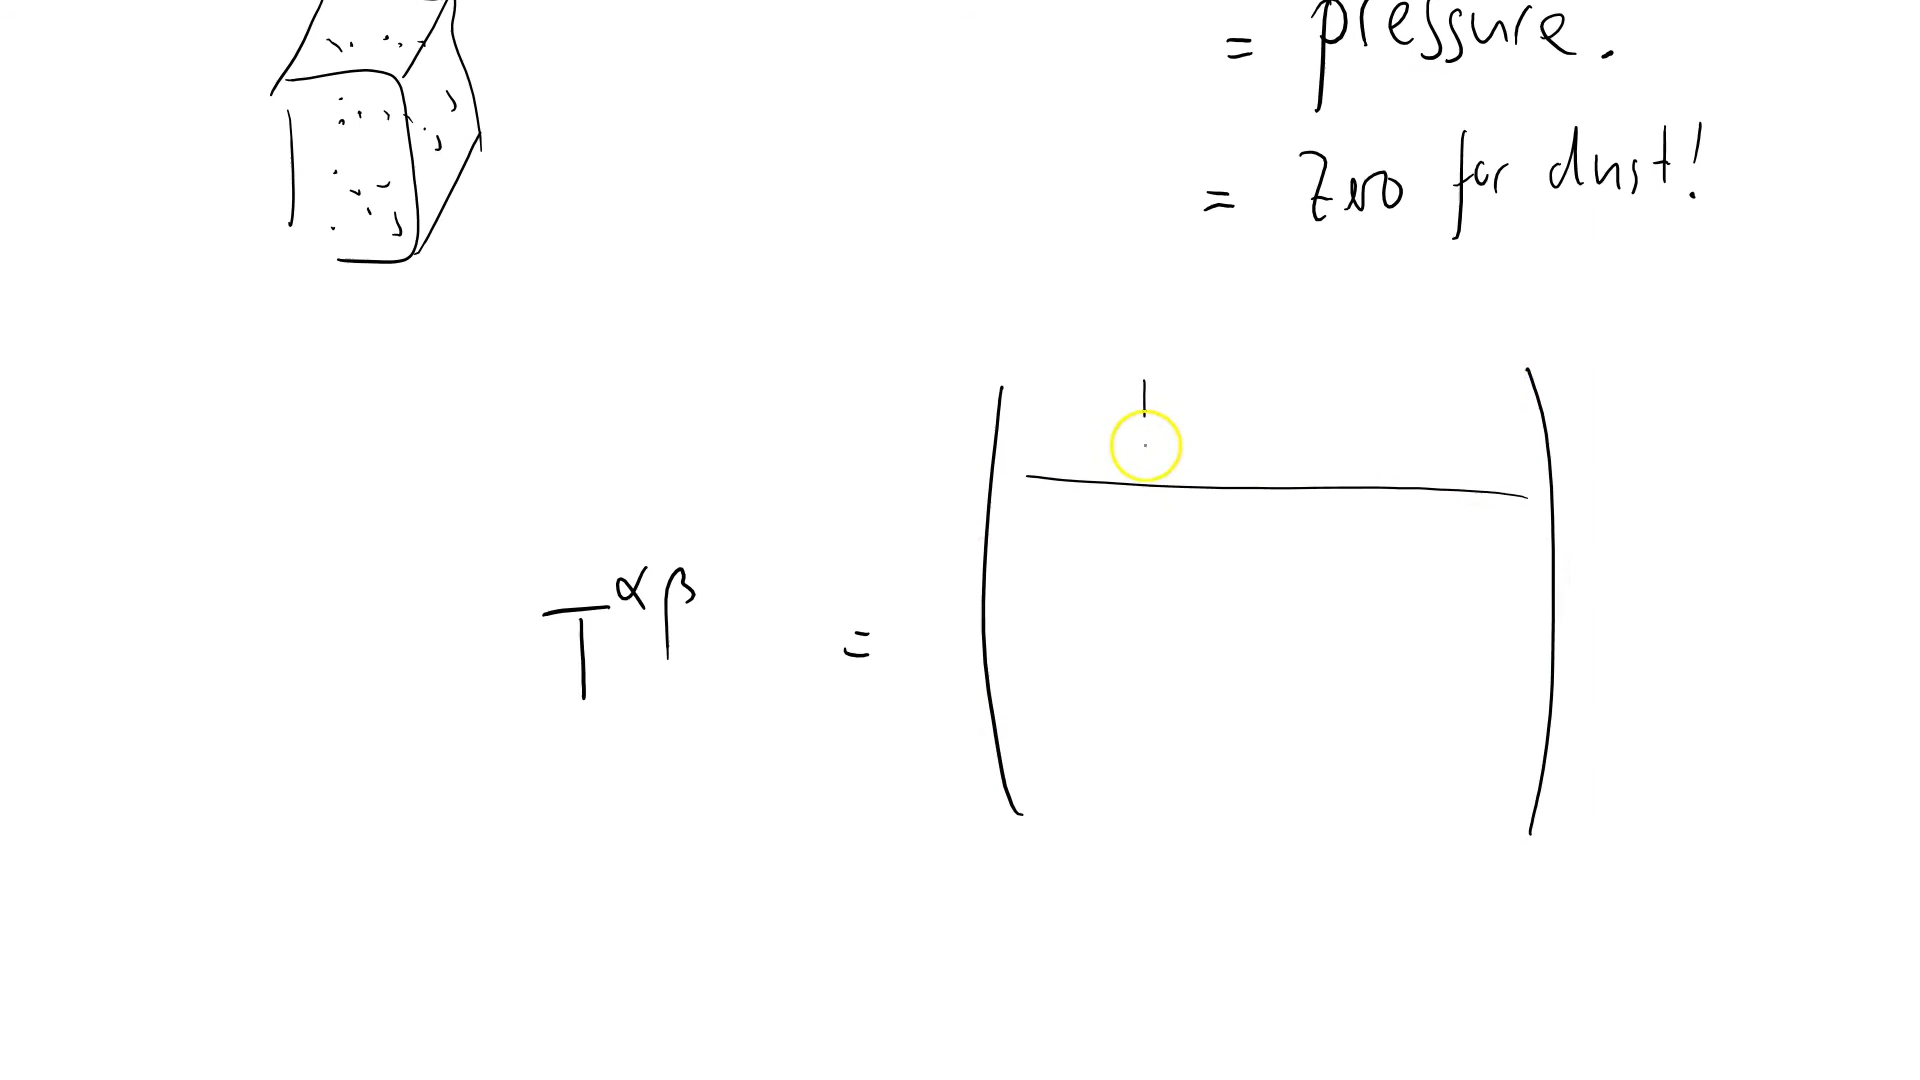 = pressure.
= Zero for dust!
T^αβ =